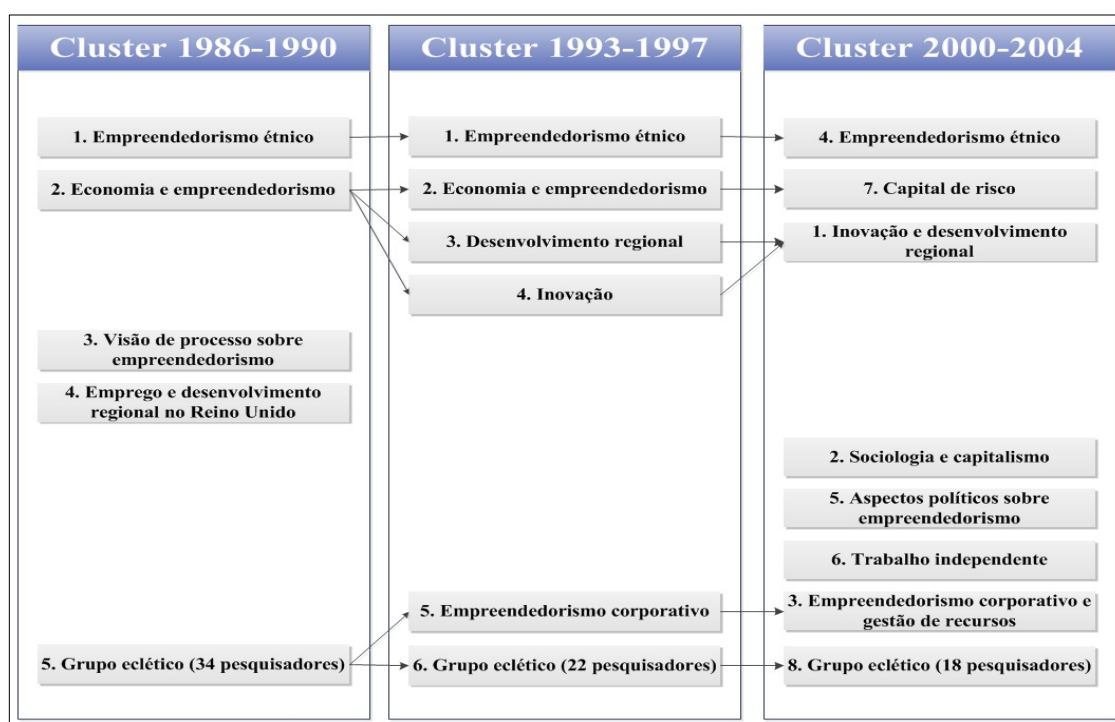 Cluster 1986-1990
1. Empreendedorismo étnico
2. Economia e empreendedorismo
3. Visão de processo sobre
empreendedorismo
4. Emprego e desenvolvimento
regional no Reino Unido
5. Grupo eclético (34 pesquisadores)
Cluster 1993-1997
1. Empreendedorismo étnico
2. Economia e empreendedorismo
3. Desenvolvimento regional
4. Inovação
5. Empreendedorismo corporativo
6. Grupo eclético (22 pesquisadores)
Cluster 2000-2004
4. Empreendedorismo étnico
7. Capital de risco
1. Inovação e desenvolvimento
regional
2. Sociologia e capitalismo
5. Aspectos políticos sobre
empreendedorismo
6. Trabalho independente
3. Empreendedorismo corporativo e
gestão de recursos
8. Grupo eclético (18 pesquisadores)